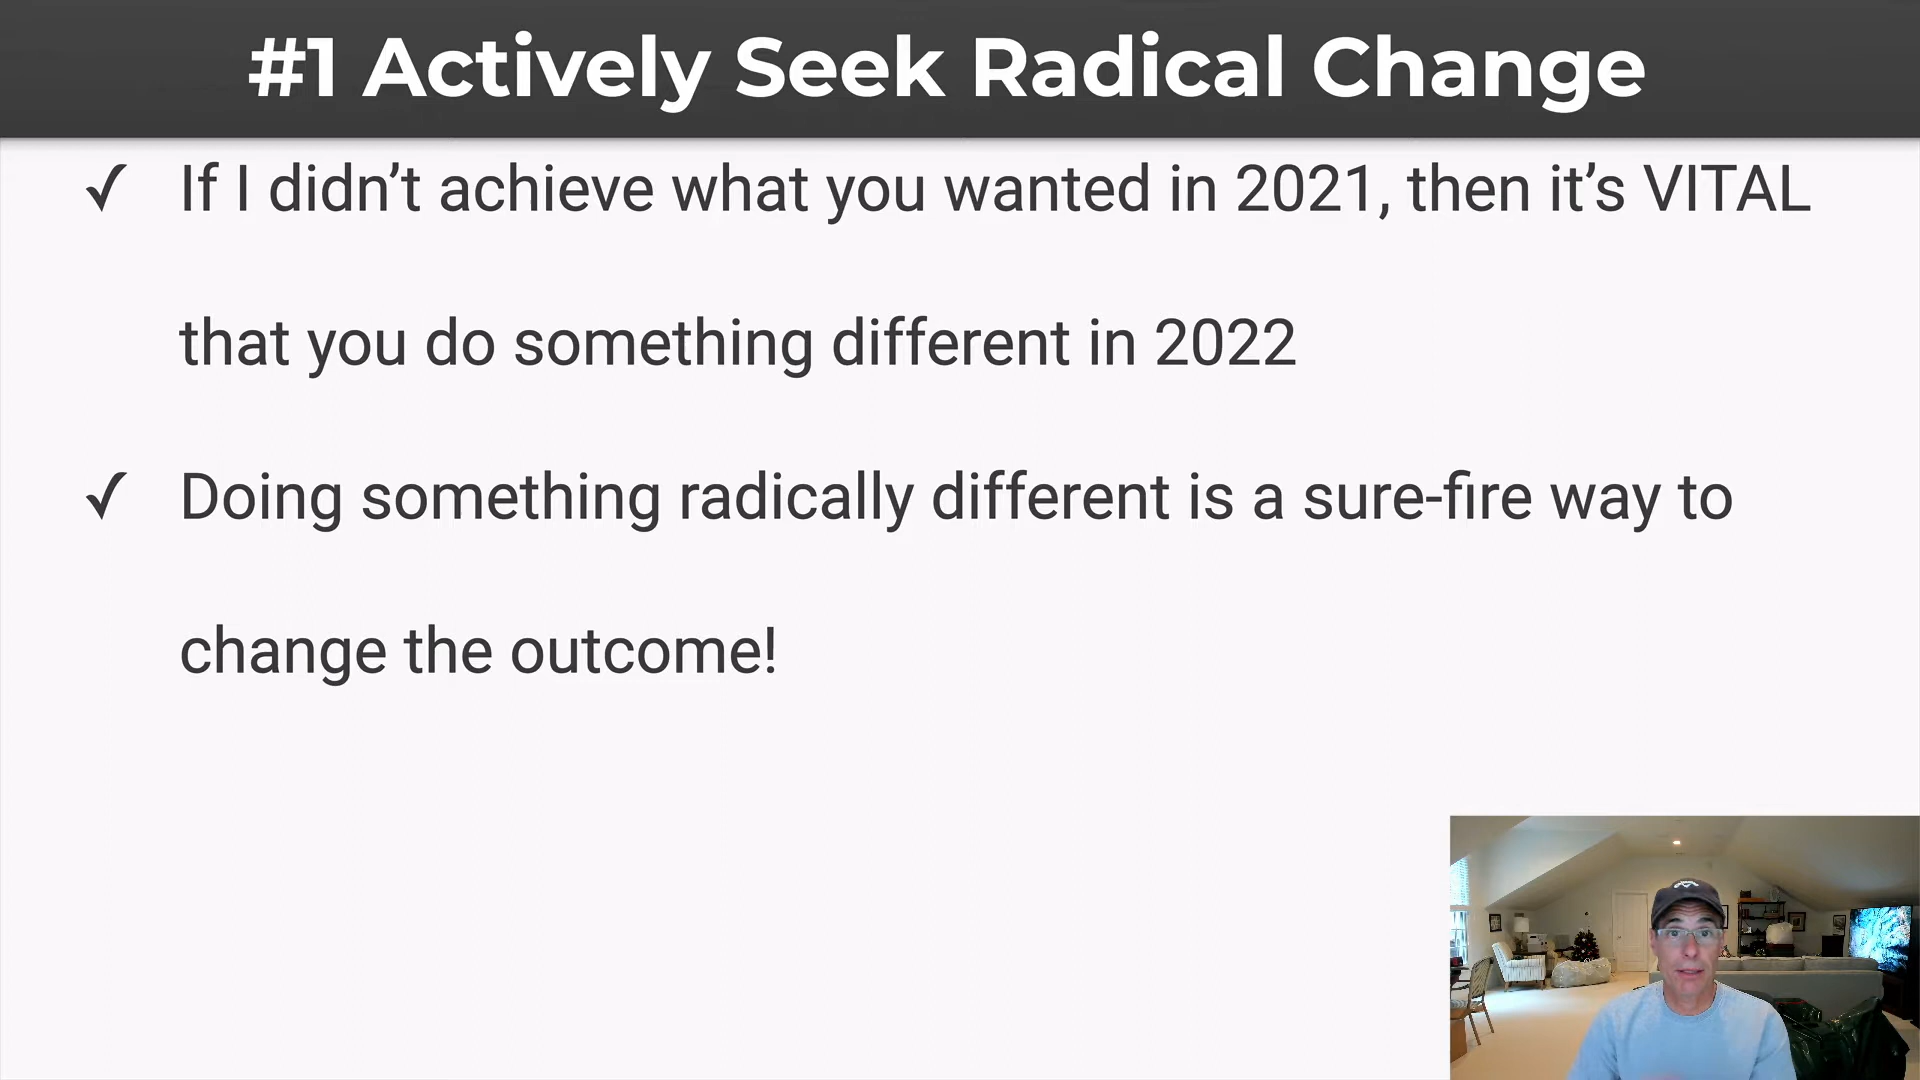 #1 Actively Seek Radical Change
✓ If I didn’t achieve what you wanted in 2021, then it’s VITAL
that you do something different in 2022
✓ Doing something radically different is a sure-fire way to
change the outcome!